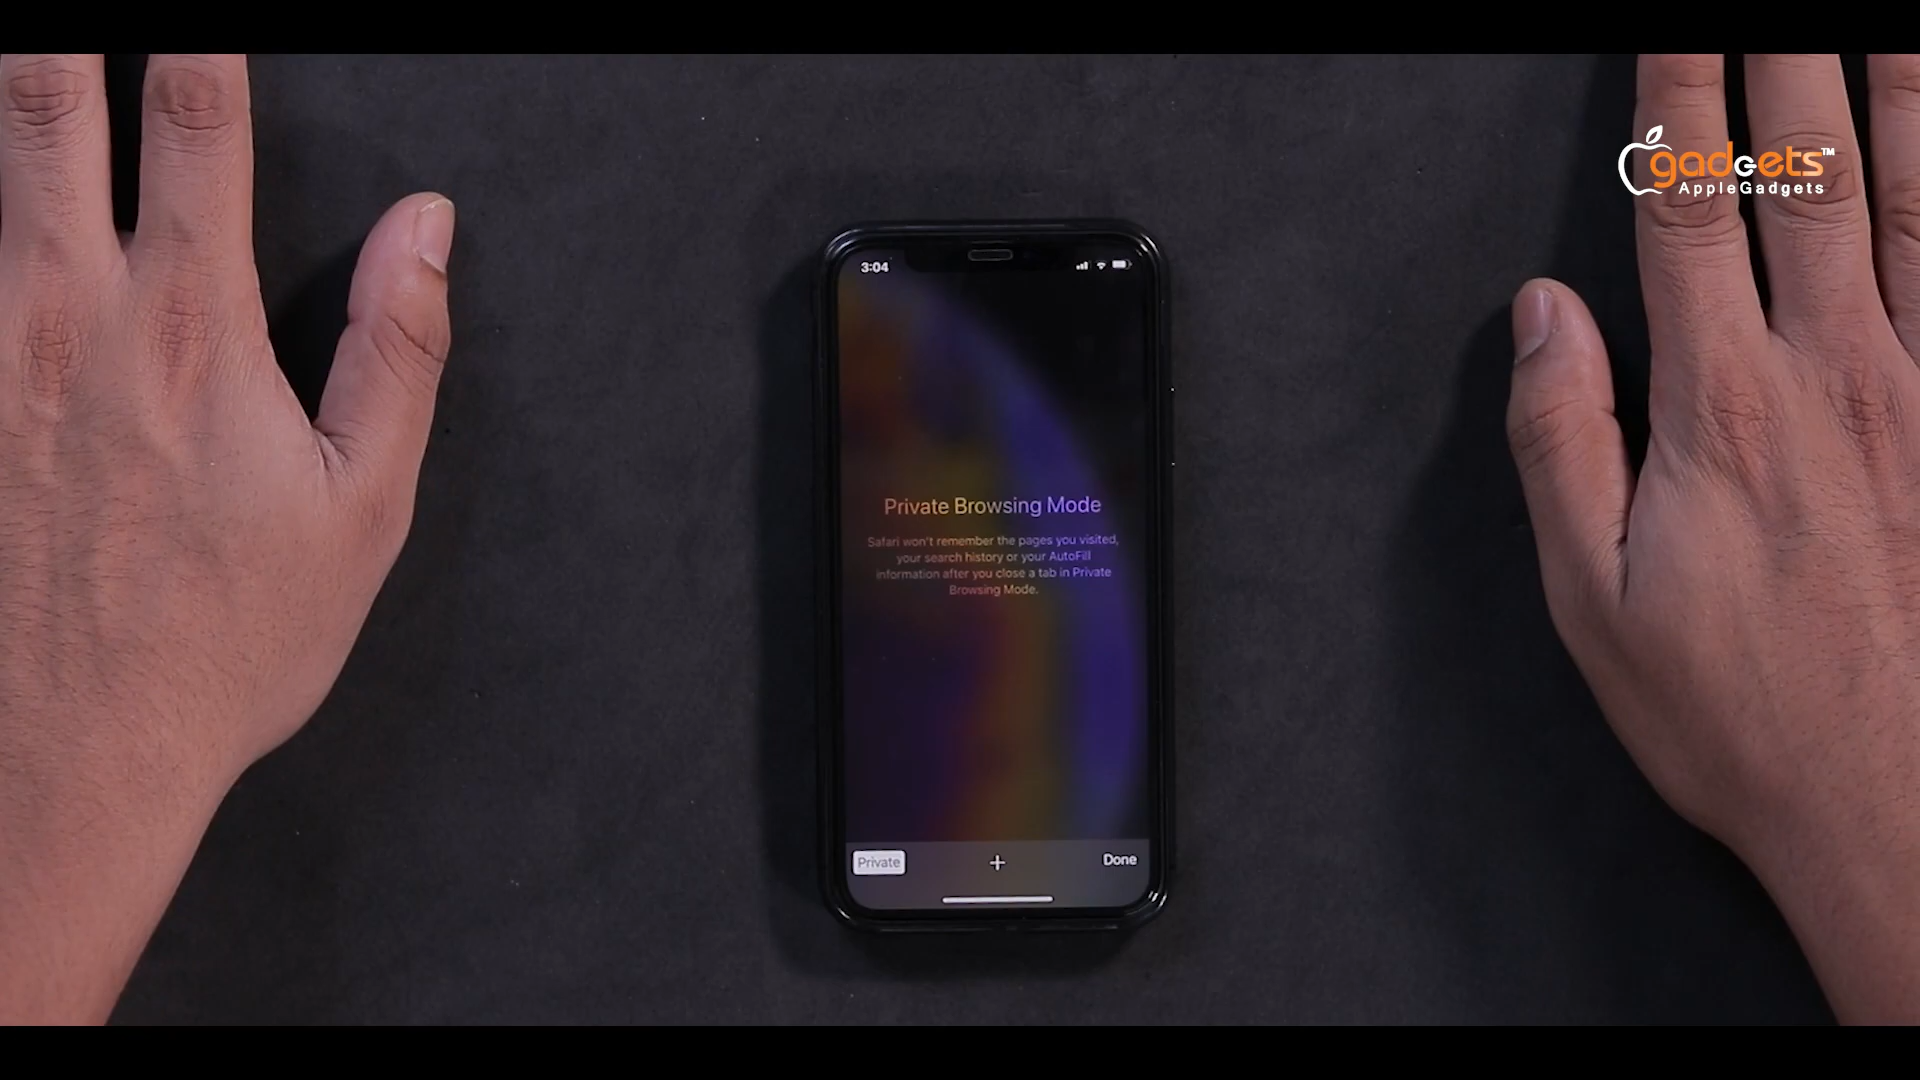 gadgets™
AppleGadgets
3:04
Private Browsing Mode
Safari won't remember the pages you visited,
your search history or your AutoFill
information after you close a tab in Private
Browsing Mode.
Private
+
Done